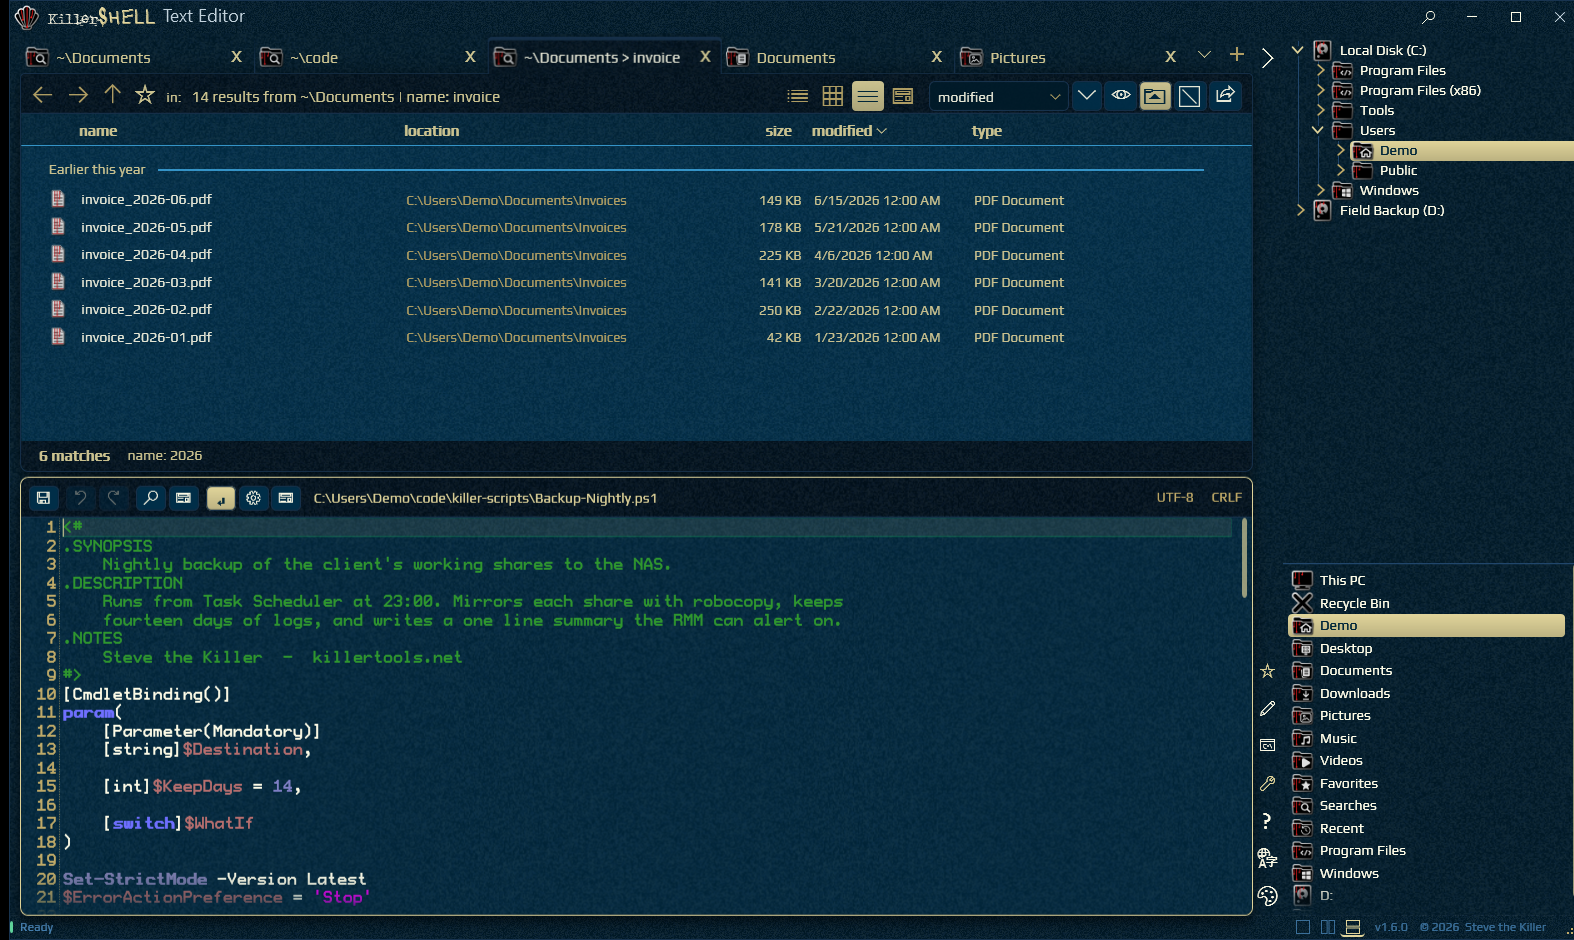 Killer$HELL Text Editor
~\Documents X ~\code X ~\Documents > invoice X Documents X Pictures X
in: 14 results from ~\Documents | name: invoice
modified
name location size modified type
Earlier this year
invoice_2026-06.pdf C:\Users\Demo\Documents\Invoices 149 KB 6/15/2026 12:00 AM PDF Document
invoice_2026-05.pdf C:\Users\Demo\Documents\Invoices 178 KB 5/21/2026 12:00 AM PDF Document
invoice_2026-04.pdf C:\Users\Demo\Documents\Invoices 225 KB 4/6/2026 12:00 AM PDF Document
invoice_2026-03.pdf C:\Users\Demo\Documents\Invoices 141 KB 3/20/2026 12:00 AM PDF Document
invoice_2026-02.pdf C:\Users\Demo\Documents\Invoices 250 KB 2/22/2026 12:00 AM PDF Document
invoice_2026-01.pdf C:\Users\Demo\Documents\Invoices 42 KB 1/23/2026 12:00 AM PDF Document
6 matches name: 2026
C:\Users\Demo\code\killer-scripts\Backup-Nightly.ps1 UTF-8 CRLF
1 <#
2 .SYNOPSIS
3     Nightly backup of the client's working shares to the NAS.
4 .DESCRIPTION
5     Runs from Task Scheduler at 23:00. Mirrors each share with robocopy, keeps
6     fourteen days of logs, and writes a one line summary the RMM can alert on.
7 .NOTES
8     Steve the Killer  -  killertools.net
9 #>
10 [CmdletBinding()]
11 param(
12     [Parameter(Mandatory)]
13     [string]$Destination,
14
15     [int]$KeepDays = 14,
16
17     [switch]$WhatIf
18 )
19
20 Set-StrictMode -Version Latest
21 $ErrorActionPreference = 'Stop'
Local Disk (C:)
Program Files
Program Files (x86)
Tools
Users
Demo
Public
Windows
Field Backup (D:)
This PC
Recycle Bin
Demo
Desktop
Documents
Downloads
Pictures
Music
Videos
Favorites
Searches
Recent
Program Files
Windows
D:
Ready
v1.6.0 © 2026 Steve the Killer